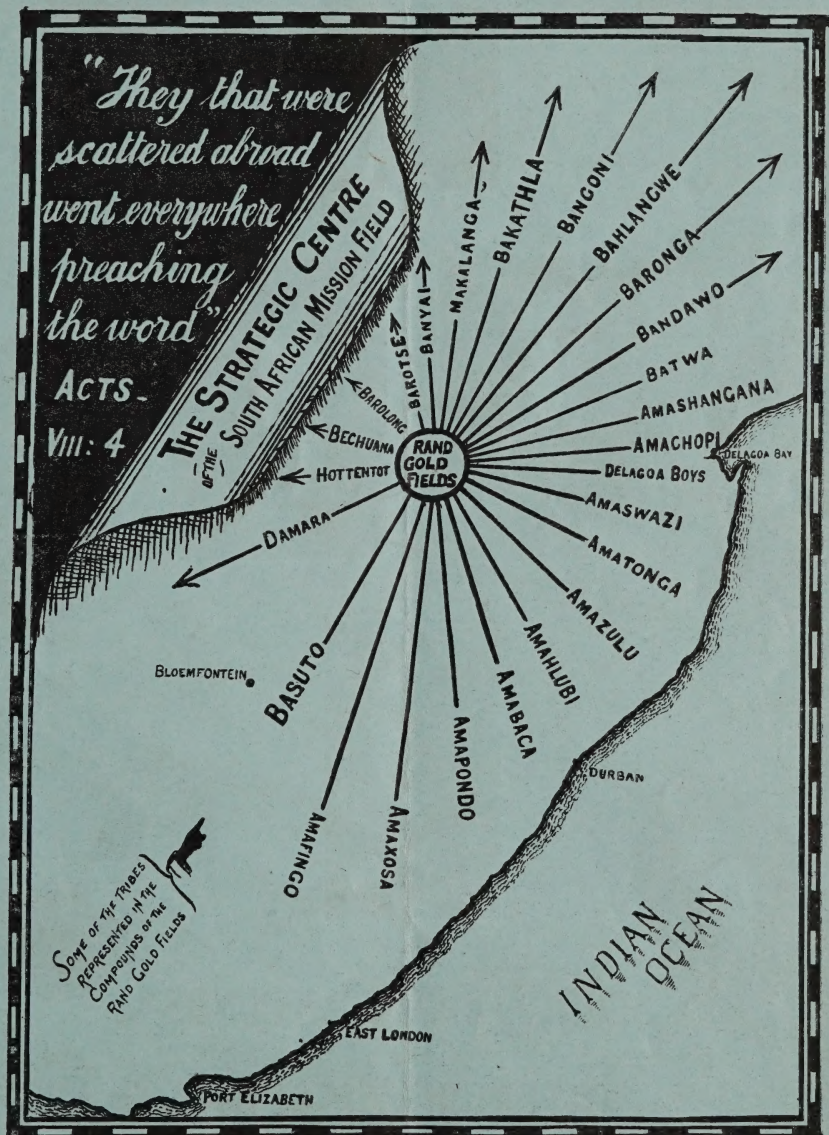 "They that were
scattered abroad
went everywhere
preaching
the word"
ACTS_
VIII: 4
THE STRATEGIC CENTRE
OF THE
SOUTH AFRICAN MISSION FIELD
RAND
GOLD
FIELDS
HOTTENTOT
BECHUANA
BAROLONG
BAROTSE
BANYAI
MAKALANGA
BAKATHLA
BANGONI
BAHLANGWE
BARONGA
BANDAWO
BATWA
AMASHANGANA
AMACHOPI
DELAGOA BAY
DELAGOA BOYS
AMASWAZI
AMATONGA
AMAZULU
AMAHLUBI
AMABACA
AMAPONDO
AMAXOSA
AMAFINGO
BASUTO
DAMARA
BLOEMFONTEIN
DURBAN
SOME OF THE TRIBES
REPRESENTED IN THE
COMPOUNDS OF THE
RAND GOLD FIELDS
INDIAN
OCEAN
EAST LONDON
PORT ELIZABETH